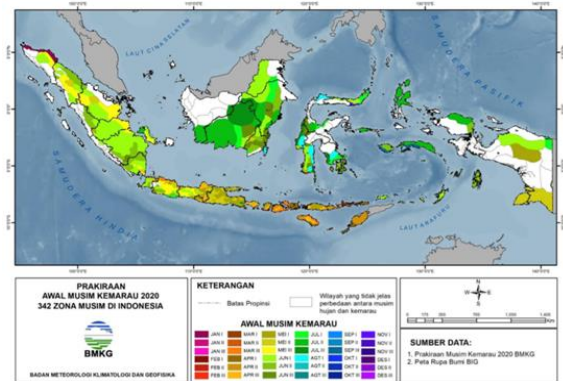 LAUT CINA SELATAN
SAMUDERA PASIFIK
SAMUDERA HINDIA
LAUT ARAFURU
PRAKIRAAN
AWAL MUSIM KEMARAU 2020
342 ZONA MUSIM DI INDONESIA
BMKG
BADAN METEOROLOGI KLIMATOLOGI DAN GEOFISIKA
KETERANGAN
Batas Propinsi
Wilayah yang tidak jelas
perbedaan antara musim
hujan dan kemarau
AWAL MUSIM KEMARAU
JAN I MAR I MEI I JUL I SEP I NOV I
JAN II MAR II MEI II JUL II SEP II NOV II
JAN III MAR III MEI III JUL III SEP III NOV III
FEB I APR I JUN I AGT I OKT I DES I
FEB II APR II JUN II AGT II OKT II DES II
FEB III APR III JUN III AGT III OKT III DES III
N
W E
S
SUMBER DATA:
1. Prakiraan Musim Kemarau 2020 BMKG
2. Peta Rupa Bumi BIG